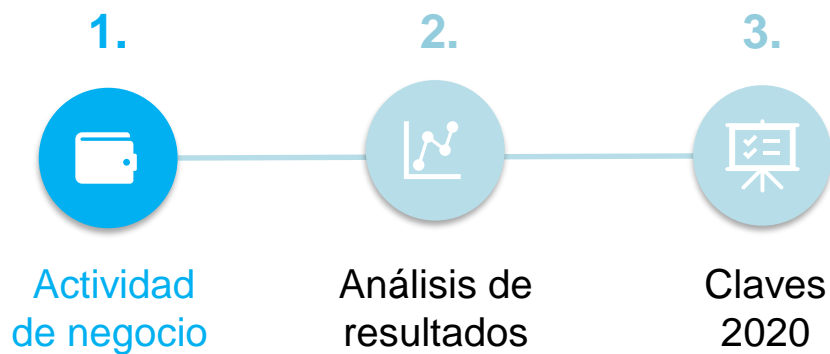 1.
2.
3.
Actividad
de negocio
Análisis de
resultados
Claves
2020